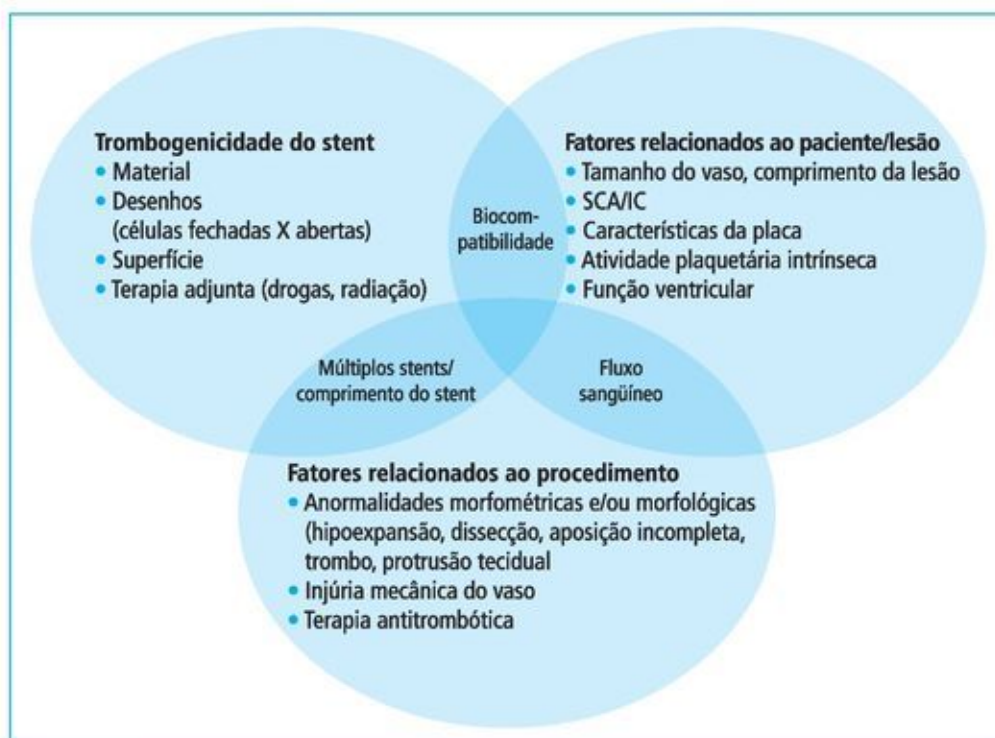 Trombogenicidade do stent
• Material
• Desenhos
(células fechadas X abertas)
• Superfície
• Terapia adjunta (drogas, radiação)
Biocom-
patibilidade
Fatores relacionados ao paciente/lesão
• Tamanho do vaso, comprimento da lesão
• SCA/IC
• Características da placa
• Atividade plaquetária intrínseca
• Função ventricular
Múltiplos stents/
comprimento do stent
Fluxo
sangüíneo
Fatores relacionados ao procedimento
• Anormalidades morfométricas e/ou morfológicas
(hipoexpansão, dissecção, aposição incompleta,
trombo, protrusão tecidual
• Injúria mecânica do vaso
• Terapia antitrombótica